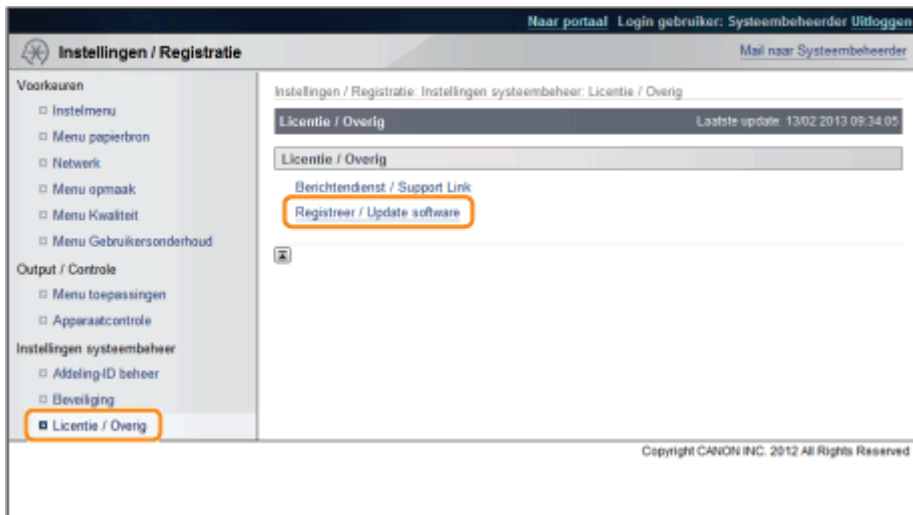 Naar portaal Login gebruiker: Systeembeheerder Uitloggen
Instellingen / Registratie
Mail naar Systeembeheerder
Voorkeuren
Instelmenu
Menu papierbron
Netwerk
Menu opmaak
Menu Kwaliteit
Menu Gebruikersonderhoud
Output / Controle
Menu toepassingen
Apparaatcontrole
Instellingen systeembeheer
Afdeling-ID beheer
Beveiliging
Licentie / Overig
Instellingen / Registratie: Instellingen systeembeheer: Licentie / Overig
Licentie / Overig
Laatste update: 13/02 2013 09:34:05
Licentie / Overig
Berichtendienst / Support Link
Registreer / Update software
Copyright CANON INC. 2012 All Rights Reserved